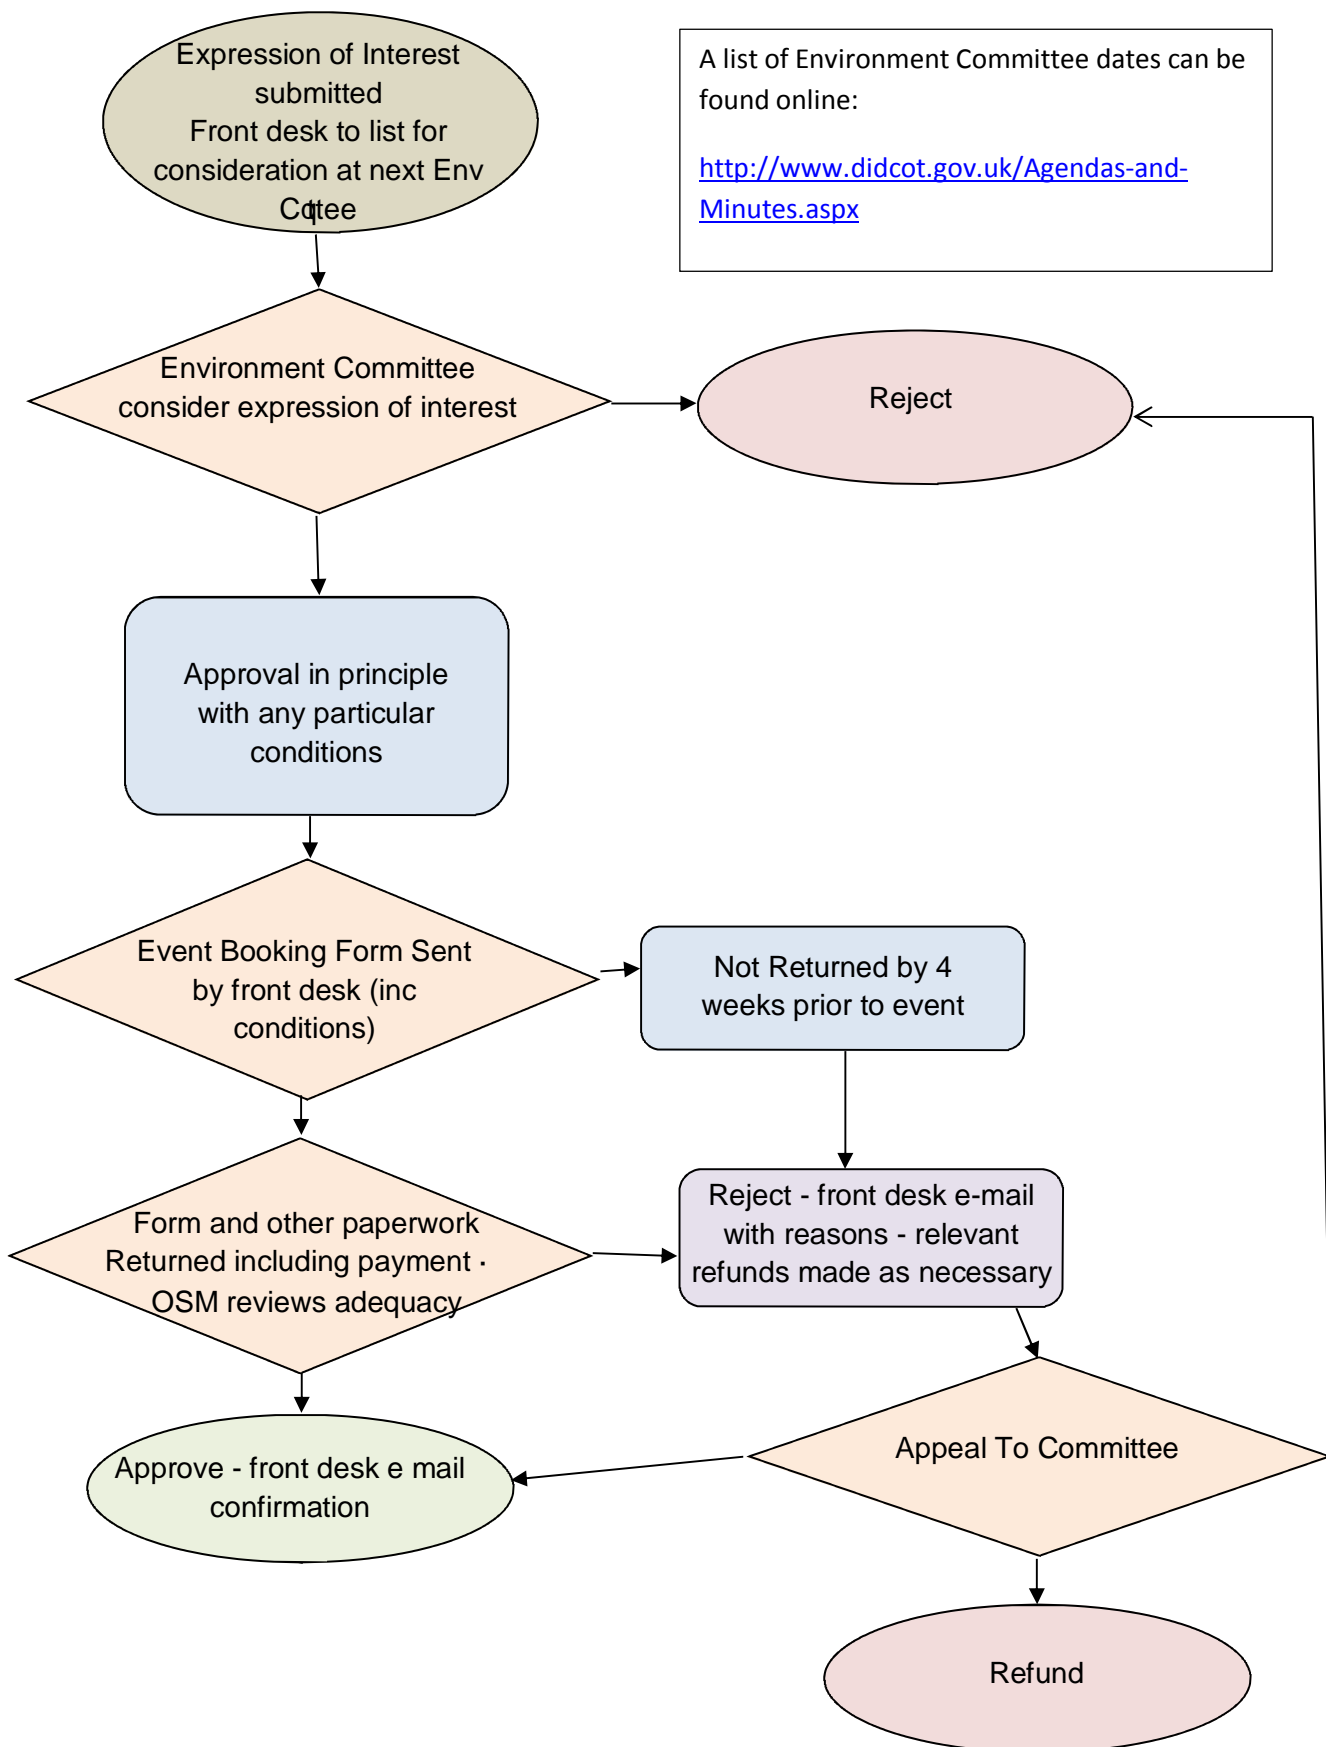 Expression of Interest
submitted
Front desk to list for
consideration at next Env
Cttee
A list of Environment Committee dates can be
found online:
http://www.didcot.gov.uk/Agendas-and-
Minutes.aspx
Environment Committee
consider expression of interest
Reject
Approval in principle
with any particular
conditions
Event Booking Form Sent
by front desk (inc
conditions)
Not Returned by 4
weeks prior to event
Form and other paperwork
Returned including payment -
OSM reviews adequacy
Reject - front desk e-mail
with reasons - relevant
refunds made as necessary
Appeal To Committee
Approve - front desk e mail
confirmation
Refund